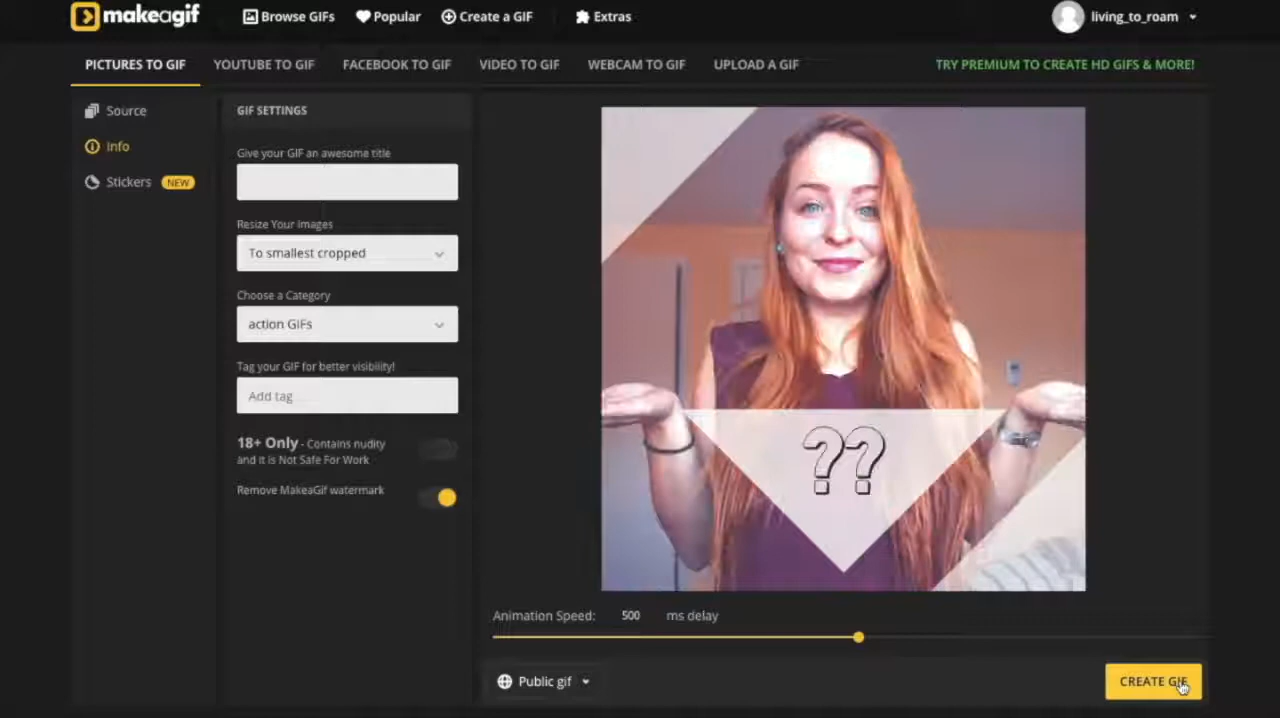 makeagif
Browse GIFs
Popular
Create a GIF
Extras
living_to_roam
PICTURES TO GIF
YOUTUBE TO GIF
FACEBOOK TO GIF
VIDEO TO GIF
WEBCAM TO GIF
UPLOAD A GIF
TRY PREMIUM TO CREATE HD GIFS & MORE!
Source
Info
Stickers NEW
GIF SETTINGS
Give your GIF an awesome title
Resize Your Images
To smallest cropped
Choose a Category
action GIFs
Tag your GIF for better visibility!
Add tag
18+ Only - Contains nudity
and it is Not Safe For Work
Remove MakeaGif watermark
??
Animation Speed: 500 ms delay
Public gif
CREATE GIF